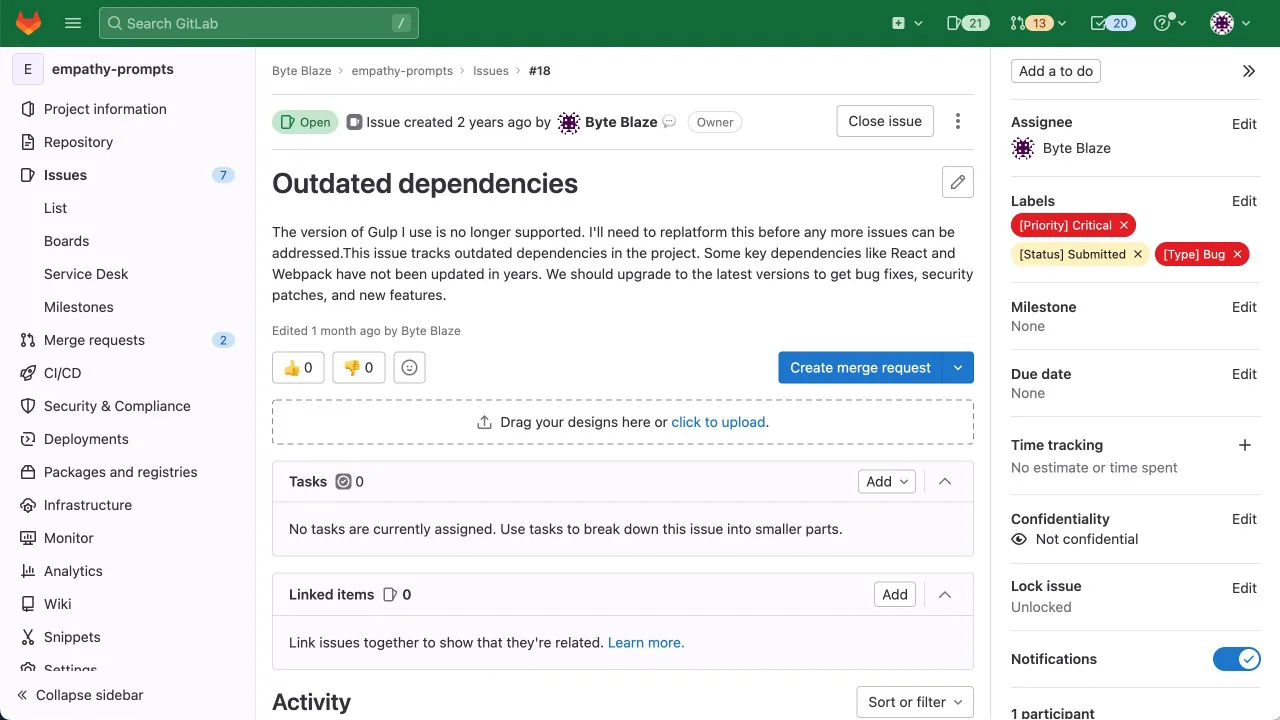 Search GitLab
/
21
13
20
E
empathy-prompts
Project information
Repository
Issues
7
List
Boards
Service Desk
Milestones
Merge requests
2
CI/CD
Security & Compliance
Deployments
Packages and registries
Infrastructure
Monitor
Analytics
Wiki
Snippets
Settings
Collapse sidebar
Byte Blaze
empathy-prompts
Issues
#18
Open
Issue created 2 years ago by
Byte Blaze
Owner
Close issue
Outdated dependencies
The version of Gulp I use is no longer supported. I'll need to replatform this before any more issues can be
addressed.This issue tracks outdated dependencies in the project. Some key dependencies like React and
Webpack have not been updated in years. We should upgrade to the latest versions to get bug fixes, security
patches, and new features.
Edited 1 month ago by Byte Blaze
0
0
Create merge request
Drag your designs here or click to upload.
Tasks
0
Add
No tasks are currently assigned. Use tasks to break down this issue into smaller parts.
Linked items
0
Add
Link issues together to show that they're related. Learn more.
Activity
Sort or filter
Add a to do
Assignee
Edit
Byte Blaze
Labels
Edit
[Priority] Critical
[Status] Submitted
[Type] Bug
Milestone
Edit
None
Due date
Edit
None
Time tracking
No estimate or time spent
Confidentiality
Edit
Not confidential
Lock issue
Edit
Unlocked
Notifications
1 participant